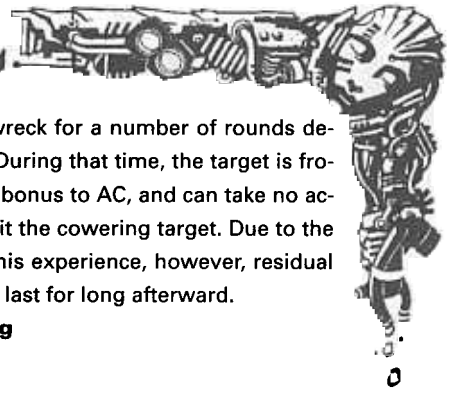 wreck for a number of rounds de-
During that time, the target is fro-
bonus to AC, and can take no ac-
it the cowering target. Due to the
his experience, however, residual
last for long afterward.
g